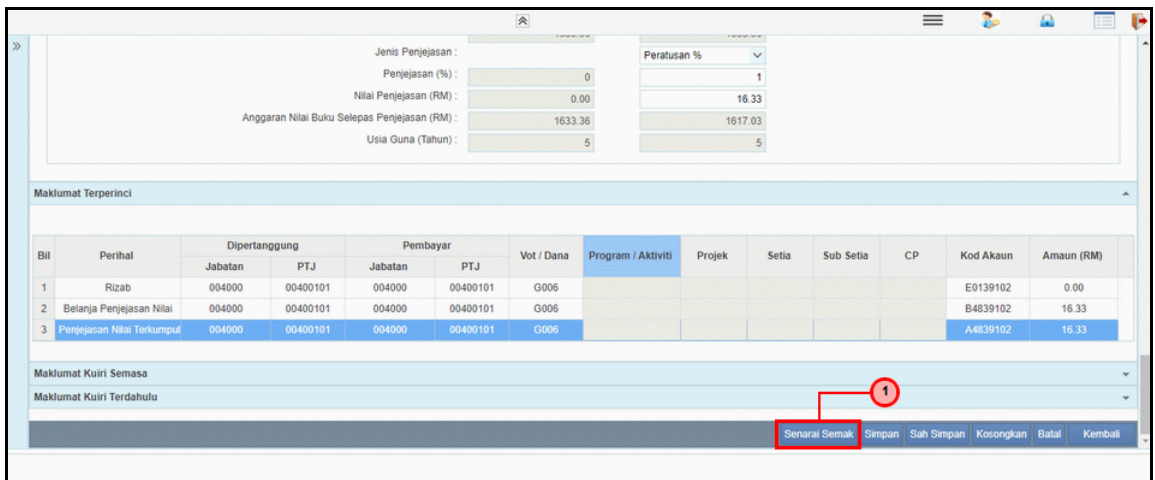 Jenis Penjejasan : Peratusan %
Penjejasan (%) : 0 1
Nilai Penjejasan (RM) : 0.00 16.33
Anggaran Nilai Buku Selepas Penjejasan (RM) : 1633.36 1617.03
Usia Guna (Tahun) : 5 5
Maklumat Terperinci
Bil Perihal Dipertanggung Pembayar Vot / Dana Program / Aktiviti Projek Setia Sub Setia CP Kod Akaun Amaun (RM)
Jabatan PTJ Jabatan PTJ
1 Rizab 004000 00400101 004000 00400101 G006 E0139102 0.00
2 Belanja Penjejasan Nilai 004000 00400101 004000 00400101 G006 B4839102 16.33
3 Penjejasan Nilai Terkumpul 004000 00400101 004000 00400101 G006 A4839102 16.33
Maklumat Kuiri Semasa
Maklumat Kuiri Terdahulu
1
Senarai Semak Simpan Sah Simpan Kosongkan Batal Kembali